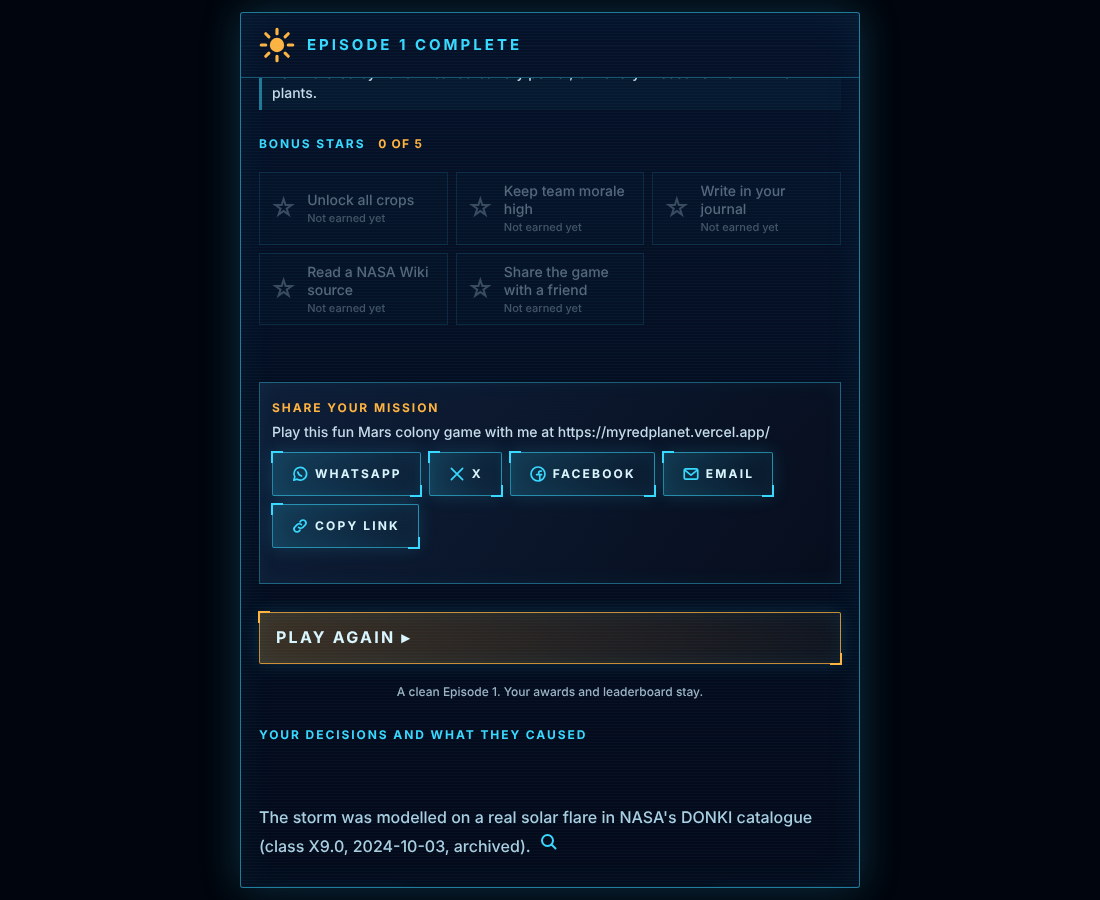 EPISODE 1 COMPLETE
plants.
BONUS STARS 0 OF 5
Unlock all crops
Not earned yet
Keep team morale
high
Not earned yet
Write in your
journal
Not earned yet
Read a NASA Wiki
source
Not earned yet
Share the game
with a friend
Not earned yet
SHARE YOUR MISSION
Play this fun Mars colony game with me at https://myredplanet.vercel.app/
WHATSAPP
X
FACEBOOK
EMAIL
COPY LINK
PLAY AGAIN ▸
A clean Episode 1. Your awards and leaderboard stay.
YOUR DECISIONS AND WHAT THEY CAUSED
The storm was modelled on a real solar flare in NASA's DONKI catalogue
(class X9.0, 2024-10-03, archived).